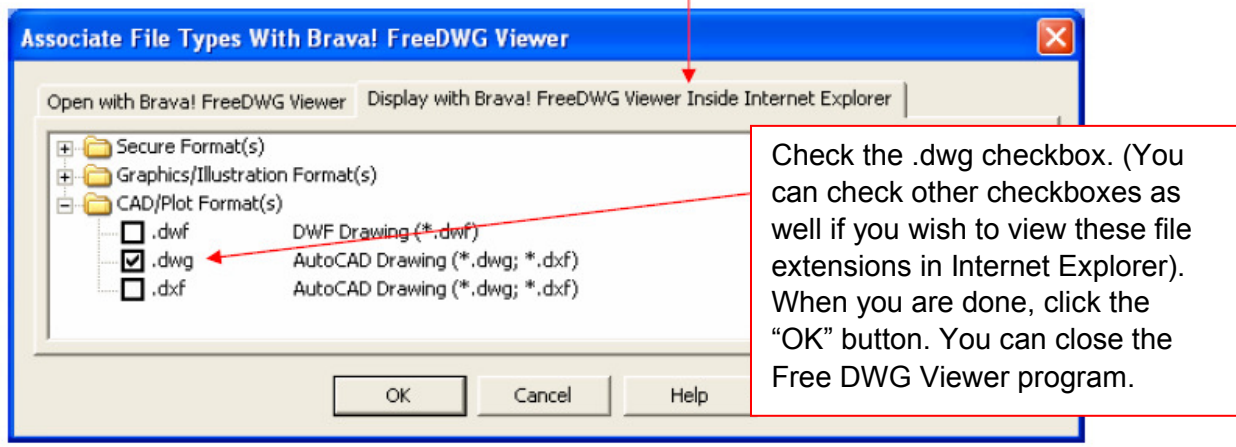 Associate File Types With Brava! FreeDWG Viewer
Open with Brava! FreeDWG Viewer Display with Brava! FreeDWG Viewer Inside Internet Explorer
Secure Format(s)
Graphics/Illustration Format(s)
CAD/Plot Format(s)
.dwf DWF Drawing (*.dwf)
.dwg AutoCAD Drawing (*.dwg; *.dxf)
.dxf AutoCAD Drawing (*.dwg; *.dxf)
OK Cancel Help
Check the .dwg checkbox. (You
can check other checkboxes as
well if you wish to view these file
extensions in Internet Explorer).
When you are done, click the
“OK” button. You can close the
Free DWG Viewer program.